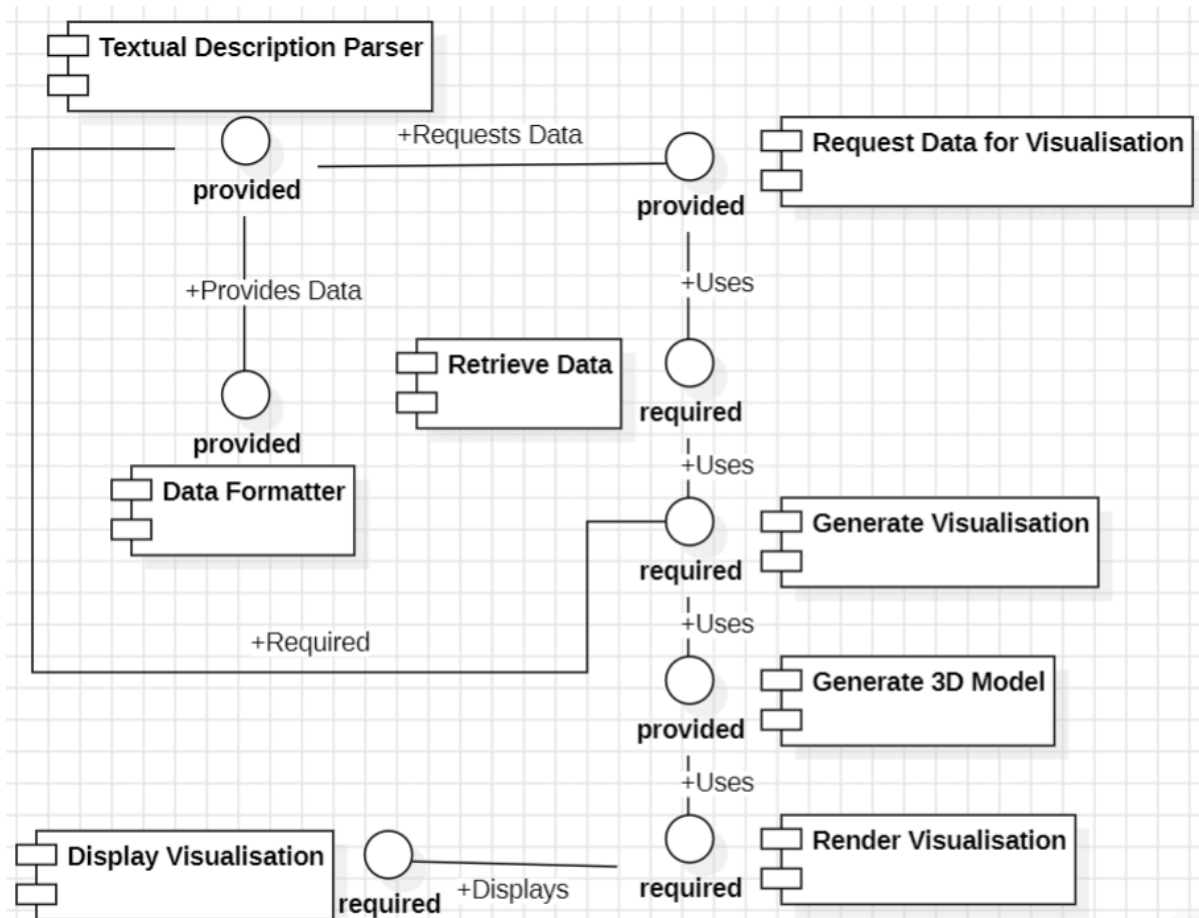 Textual Description Parser
+Requests Data
Request Data for Visualisation
provided
provided
+Uses
+Provides Data
Retrieve Data
required
provided
+Uses
Data Formatter
Generate Visualisation
required
+Uses
+Required
Generate 3D Model
provided
+Uses
Render Visualisation
Display Visualisation
+Displays
required
required